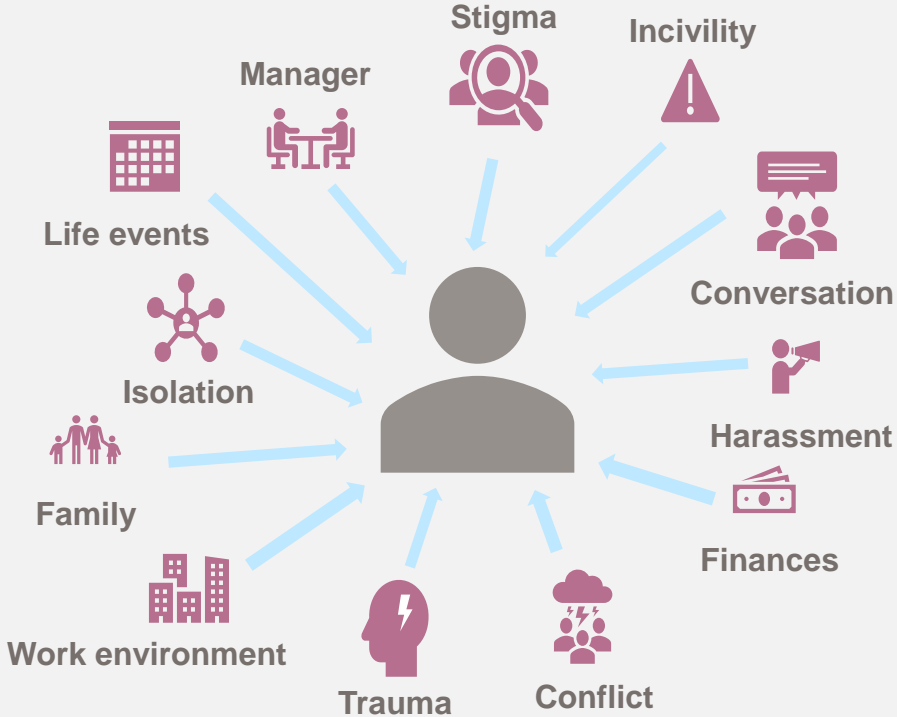 Stigma
Incivility
Manager
Life events
Conversation
Isolation
Harassment
Family
Finances
Work environment
Trauma
Conflict